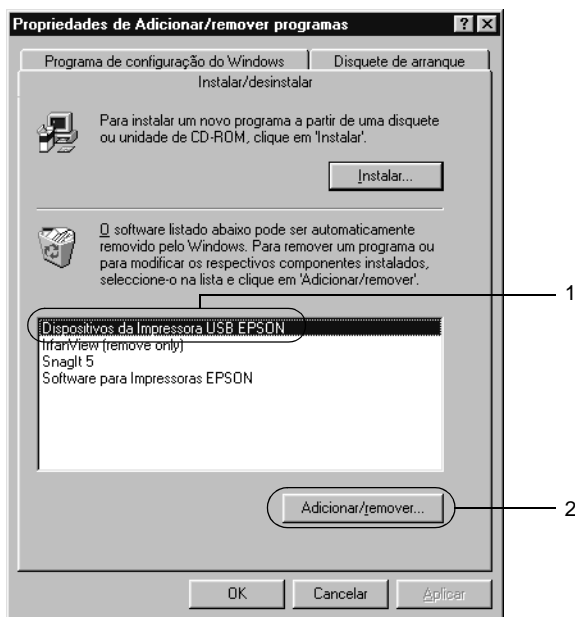 Propriedades de Adicionar/remover programas
Programa de configuração do Windows
Disquete de arranque
Instalar/desinstalar
Para instalar um novo programa a partir de uma disquete
ou unidade de CD-ROM, clique em 'Instalar'.
Instalar...
O software listado abaixo pode ser automaticamente
removido pelo Windows. Para remover um programa ou
para modificar os respectivos componentes instalados,
seleccione-o na lista e clique em 'Adicionar/remover'.
1
Dispositivos da Impressora USB EPSON
IrfanView (remove only)
SnagIt 5
Software para Impressoras EPSON
Adicionar/remover...
2
OK
Cancelar
Aplicar